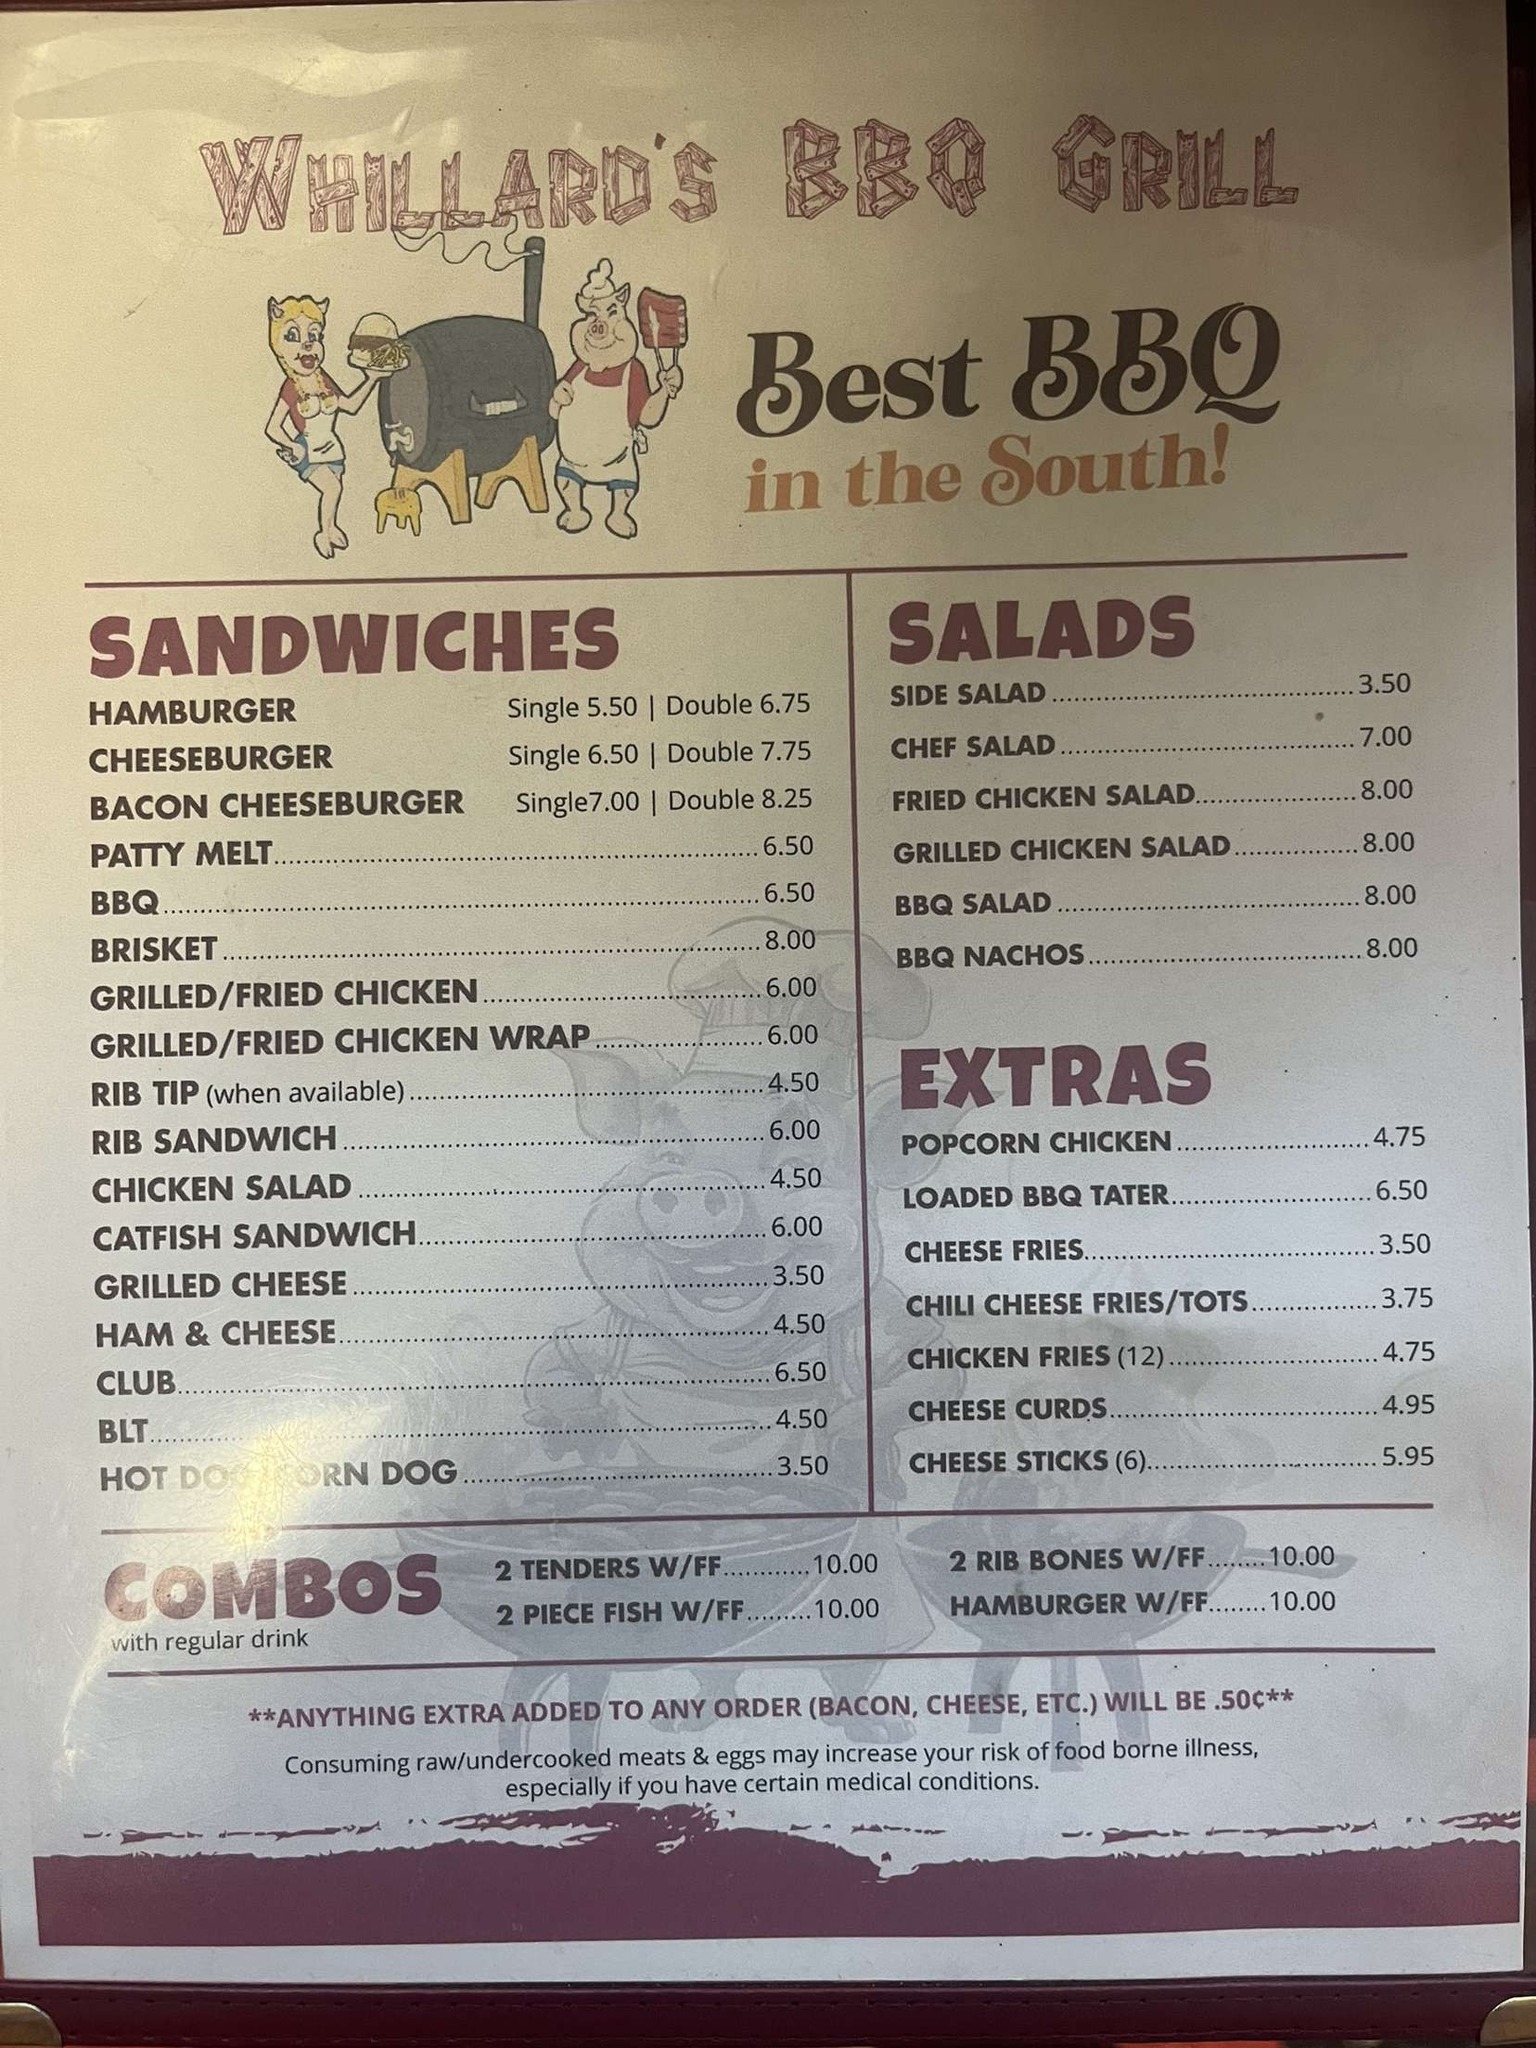 WHILLARD'S BBQ GRILL
Best BBQ
in the South!
SANDWICHES
HAMBURGER Single 5.50 | Double 6.75
CHEESEBURGER Single 6.50 | Double 7.75
BACON CHEESEBURGER Single7.00 | Double 8.25
PATTY MELT 6.50
BBQ 6.50
BRISKET 8.00
GRILLED/FRIED CHICKEN 6.00
GRILLED/FRIED CHICKEN WRAP 6.00
RIB TIP (when available) 4.50
RIB SANDWICH 6.00
CHICKEN SALAD 4.50
CATFISH SANDWICH 6.00
GRILLED CHEESE 3.50
HAM & CHEESE 4.50
CLUB 6.50
BLT 4.50
HOT DOG CORN DOG 3.50
SALADS
SIDE SALAD 3.50
CHEF SALAD 7.00
FRIED CHICKEN SALAD 8.00
GRILLED CHICKEN SALAD 8.00
BBQ SALAD 8.00
BBQ NACHOS 8.00
EXTRAS
POPCORN CHICKEN 4.75
LOADED BBQ TATER 6.50
CHEESE FRIES 3.50
CHILI CHEESE FRIES/TOTS 3.75
CHICKEN FRIES (12) 4.75
CHEESE CURDS 4.95
CHEESE STICKS (6) 5.95
COMBOS
with regular drink
2 TENDERS W/FF 10.00
2 PIECE FISH W/FF 10.00
2 RIB BONES W/FF 10.00
HAMBURGER W/FF 10.00
**ANYTHING EXTRA ADDED TO ANY ORDER (BACON, CHEESE, ETC.) WILL BE .50¢**
Consuming raw/undercooked meats & eggs may increase your risk of food borne illness,
especially if you have certain medical conditions.